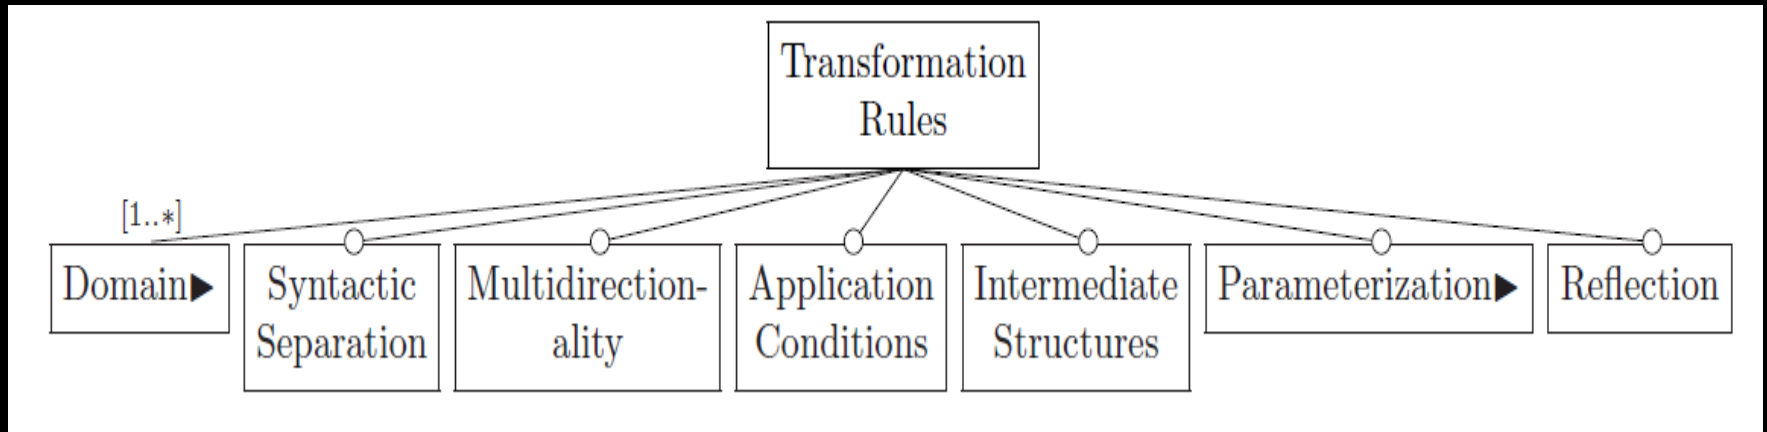 Transformation
Rules
[1..*]
Domain▶
Syntactic
Separation
Multidirection-
ality
Application
Conditions
Intermediate
Structures
Parameterization▶
Reflection